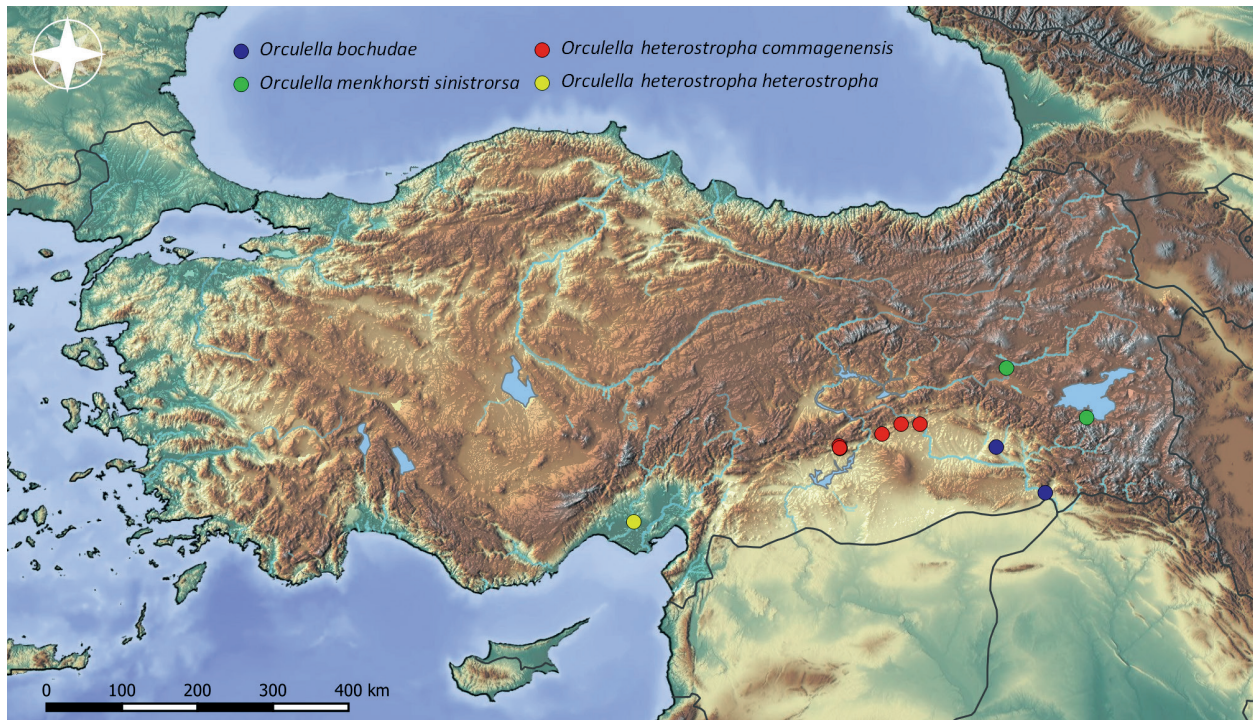 Orculella bochudae
Orculella heterostropha commagenensis
Orculella menkhorsti sinistrorsa
Orculella heterostropha heterostropha
0 100 200 300 400 km